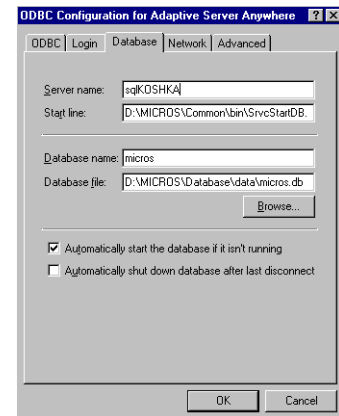 ODBC Configuration for Adaptive Server Anywhere
ODBC Login Database Network Advanced
Server name: sqlKOSHKA
Start line: D:\MICROS\Common\bin\SrvcStartDB.
Database name: micros
Database file: D:\MICROS\Database\data\micros.db
Browse...
Automatically start the database if it isn't running
Automatically shut down database after last disconnect
OK Cancel